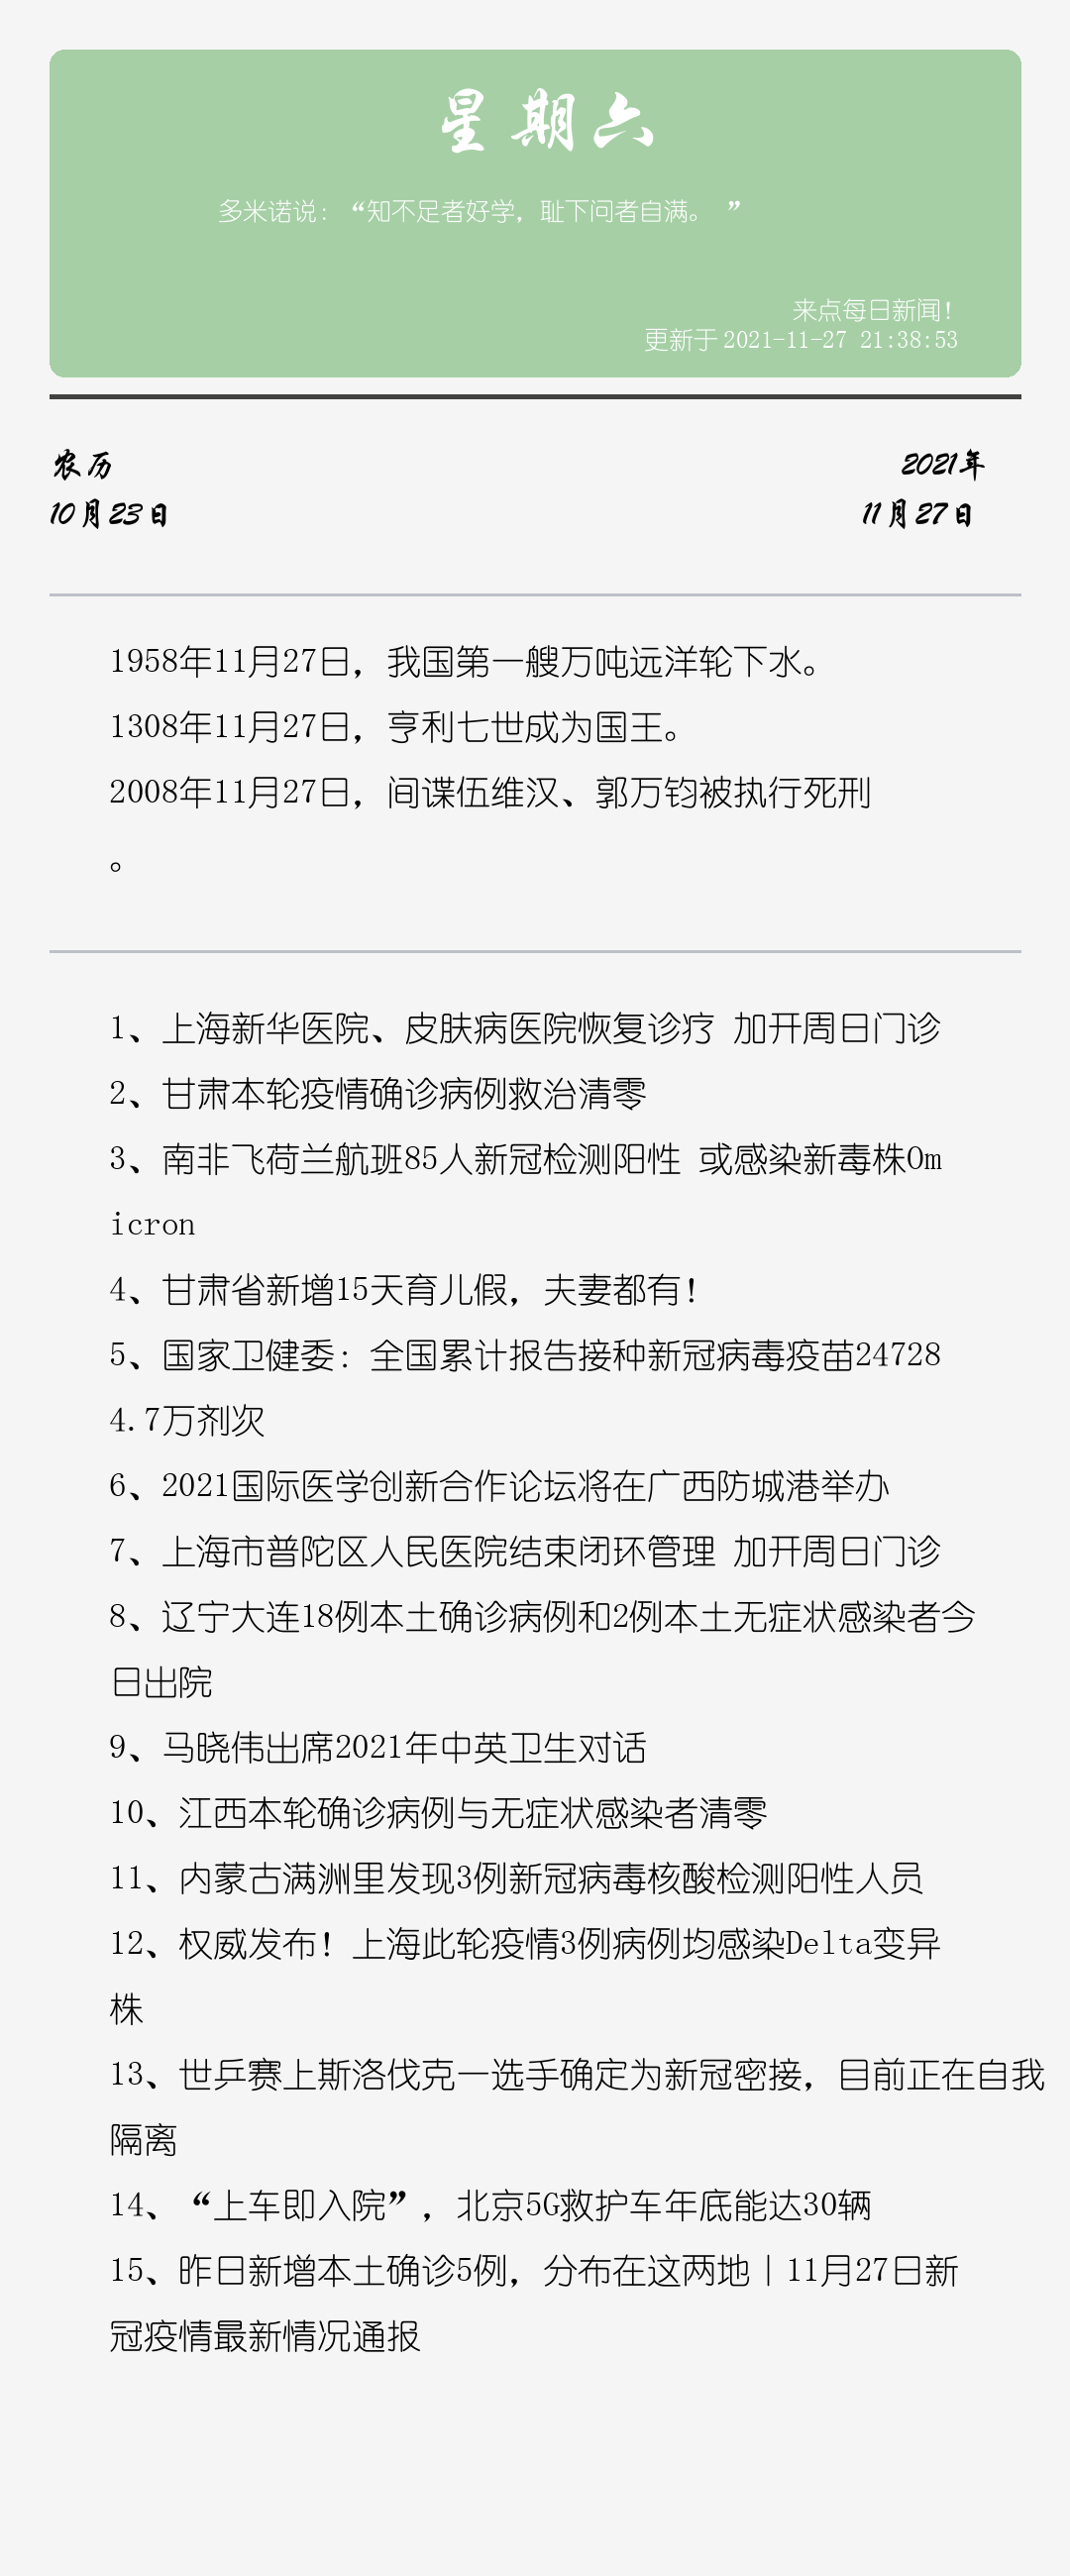 星期六
多米诺说：“知不足者好学，耻下问者自满。 ”
来点每日新闻！
更新于 2021-11-27 21:38:53
农历
10月23日
2021年
11月27日
1958年11月27日，我国第一艘万吨远洋轮下水。
1308年11月27日，亨利七世成为国王。
2008年11月27日，间谍伍维汉、郭万钧被执行死刑
。
1、上海新华医院、皮肤病医院恢复诊疗 加开周日门诊
2、甘肃本轮疫情确诊病例救治清零
3、南非飞荷兰航班85人新冠检测阳性 或感染新毒株Om
icron
4、甘肃省新增15天育儿假，夫妻都有！
5、国家卫健委：全国累计报告接种新冠病毒疫苗24728
4.7万剂次
6、2021国际医学创新合作论坛将在广西防城港举办
7、上海市普陀区人民医院结束闭环管理 加开周日门诊
8、辽宁大连18例本土确诊病例和2例本土无症状感染者今
日出院
9、马晓伟出席2021年中英卫生对话
10、江西本轮确诊病例与无症状感染者清零
11、内蒙古满洲里发现3例新冠病毒核酸检测阳性人员
12、权威发布！上海此轮疫情3例病例均感染Delta变异
株
13、世乒赛上斯洛伐克一选手确定为新冠密接，目前正在自我
隔离
14、“上车即入院”，北京5G救护车年底能达30辆
15、昨日新增本土确诊5例，分布在这两地｜11月27日新
冠疫情最新情况通报